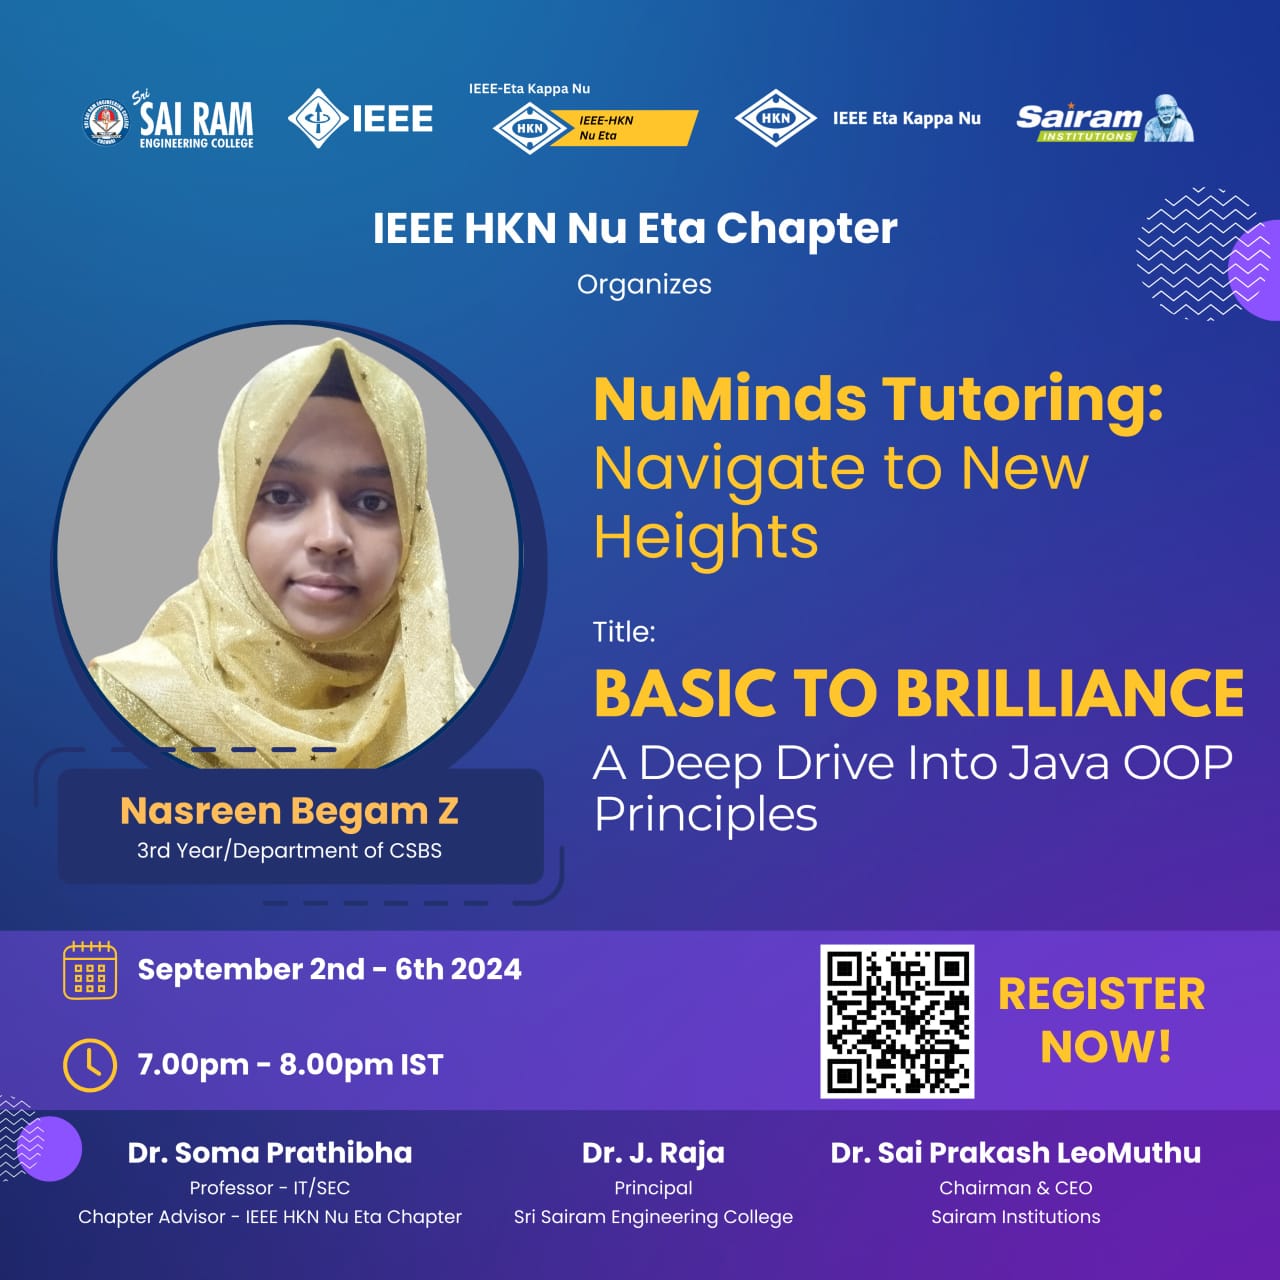 Sri
SAI RAM
ENGINEERING COLLEGE
IEEE
IEEE-Eta Kappa Nu
HKN
IEEE-HKN
Nu Eta
HKN
IEEE Eta Kappa Nu
Sairam
INSTITUTIONS
IEEE HKN Nu Eta Chapter
Organizes
NuMinds Tutoring:
Navigate to New
Heights
Title:
BASIC TO BRILLIANCE
A Deep Drive Into Java OOP
Principles
Nasreen Begam Z
3rd Year/Department of CSBS
September 2nd - 6th 2024
7.00pm - 8.00pm IST
REGISTER
NOW!
Dr. Soma Prathibha
Professor - IT/SEC
Chapter Advisor - IEEE HKN Nu Eta Chapter
Dr. J. Raja
Principal
Sri Sairam Engineering College
Dr. Sai Prakash LeoMuthu
Chairman & CEO
Sairam Institutions